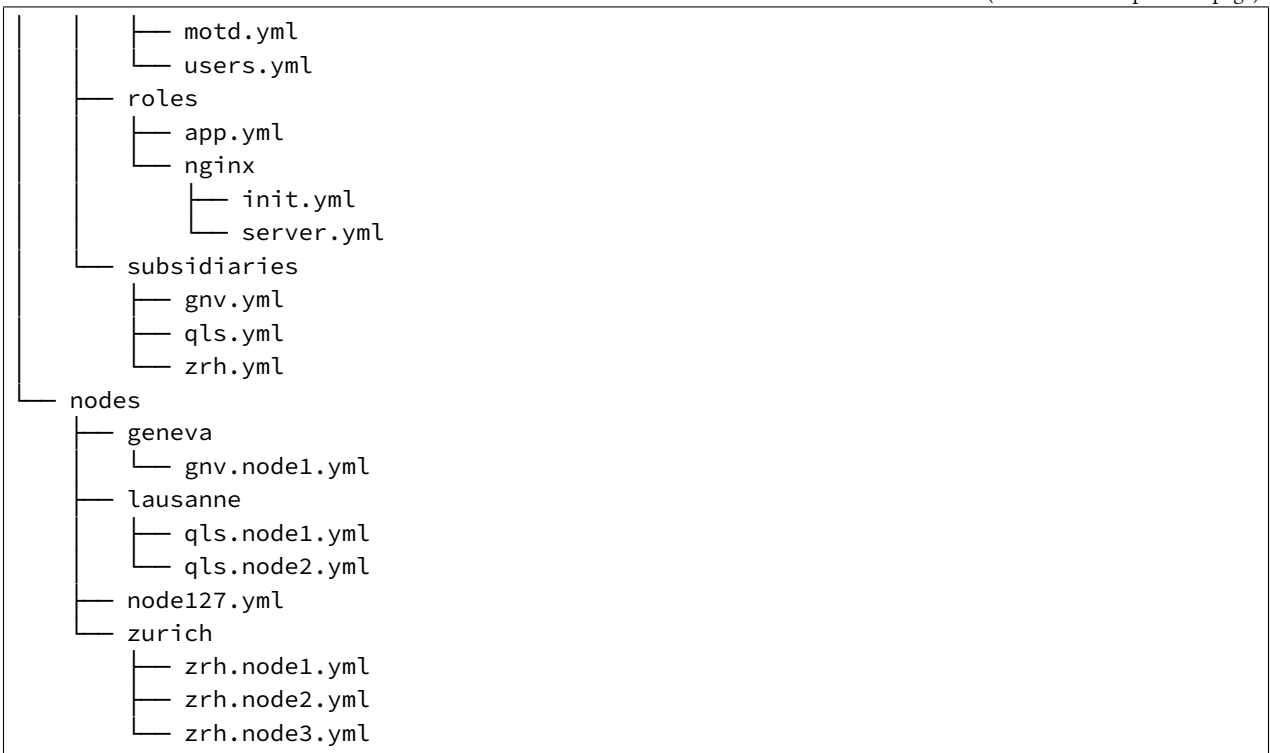 │   │   ├── motd.yml
│   │   └── users.yml
│   ├── roles
│   │   ├── app.yml
│   │   └── nginx
│   │       ├── init.yml
│   │       └── server.yml
│   └── subsidiaries
│       ├── gnv.yml
│       ├── qls.yml
│       └── zrh.yml
└── nodes
    ├── geneva
    │   └── gnv.node1.yml
    ├── lausanne
    │   ├── qls.node1.yml
    │   └── qls.node2.yml
    ├── node127.yml
    └── zurich
        ├── zrh.node1.yml
        ├── zrh.node2.yml
        └── zrh.node3.yml